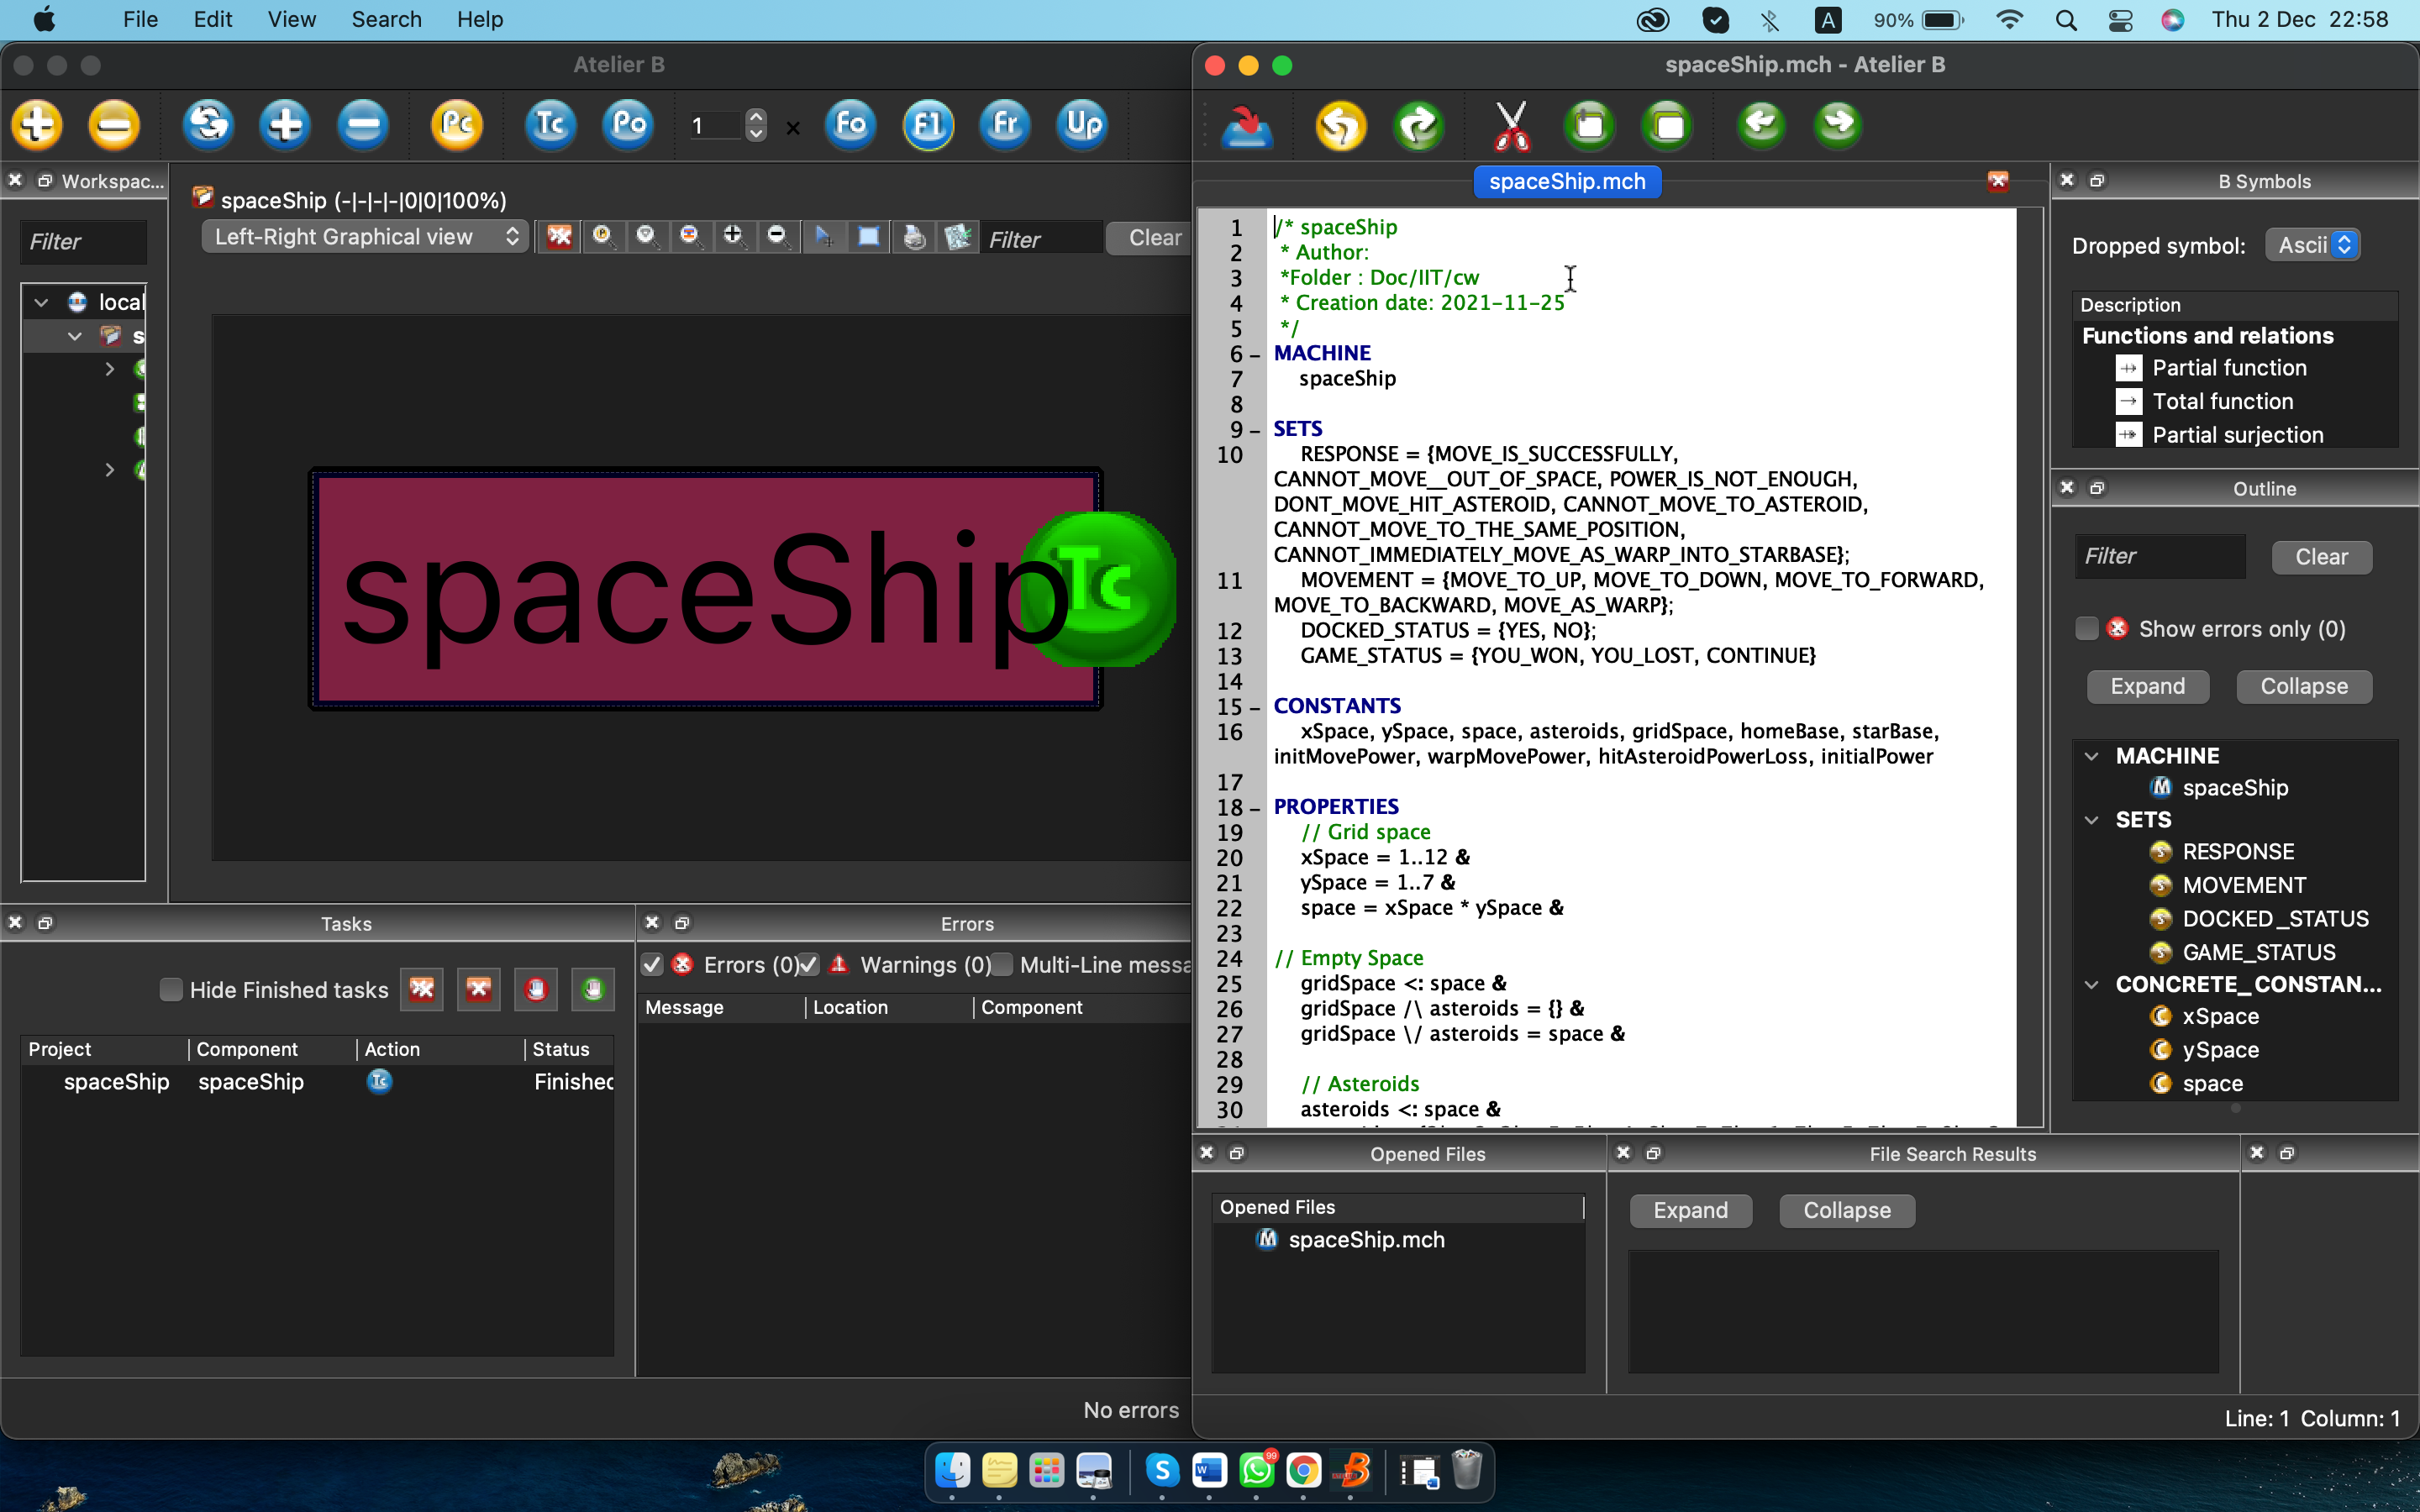 File Edit View Search Help
A 90% Thu 2 Dec 22:58
Atelier B
Pc Tc Po 1 Fo F1 Fr Up
Workspac...
spaceShip (-|-|-|-|0|0|100%)
Filter
Left-Right Graphical view
Filter
Clear
local
s
spaceShip
Tc
Tasks
Hide Finished tasks
Project Component Action Status
spaceShip spaceShip Tc Finished
Errors
Errors (0) Warnings (0) Multi-Line messa
Message Location Component
No errors
spaceShip.mch - Atelier B
spaceShip.mch
1 /* spaceShip
2 * Author:
3 *Folder : Doc/IIT/cw
4 * Creation date: 2021-11-25
5 */
6 MACHINE
7 spaceShip
8
9 SETS
10 RESPONSE = {MOVE_IS_SUCCESSFULLY,
CANNOT_MOVE__OUT_OF_SPACE, POWER_IS_NOT_ENOUGH,
DONT_MOVE_HIT_ASTEROID, CANNOT_MOVE_TO_ASTEROID,
CANNOT_MOVE_TO_THE_SAME_POSITION,
CANNOT_IMMEDIATELY_MOVE_AS_WARP_INTO_STARBASE};
11 MOVEMENT = {MOVE_TO_UP, MOVE_TO_DOWN, MOVE_TO_FORWARD,
MOVE_TO_BACKWARD, MOVE_AS_WARP};
12 DOCKED_STATUS = {YES, NO};
13 GAME_STATUS = {YOU_WON, YOU_LOST, CONTINUE}
14
15 CONSTANTS
16 xSpace, ySpace, space, asteroids, gridSpace, homeBase, starBase,
initMovePower, warpMovePower, hitAsteroidPowerLoss, initialPower
17
18 PROPERTIES
19 // Grid space
20 xSpace = 1..12 &
21 ySpace = 1..7 &
22 space = xSpace * ySpace &
23
24 // Empty Space
25 gridSpace <: space &
26 gridSpace /\ asteroids = {} &
27 gridSpace \/ asteroids = space &
28
29 // Asteroids
30 asteroids <: space &
B Symbols
Dropped symbol: Ascii
Description
Functions and relations
Partial function
Total function
Partial surjection
Outline
Filter
Clear
Show errors only (0)
Expand Collapse
MACHINE
spaceShip
SETS
RESPONSE
MOVEMENT
DOCKED_STATUS
GAME_STATUS
CONCRETE_CONSTAN...
xSpace
ySpace
space
Opened Files
Opened Files
spaceShip.mch
File Search Results
Expand Collapse
Line: 1 Column: 1
99